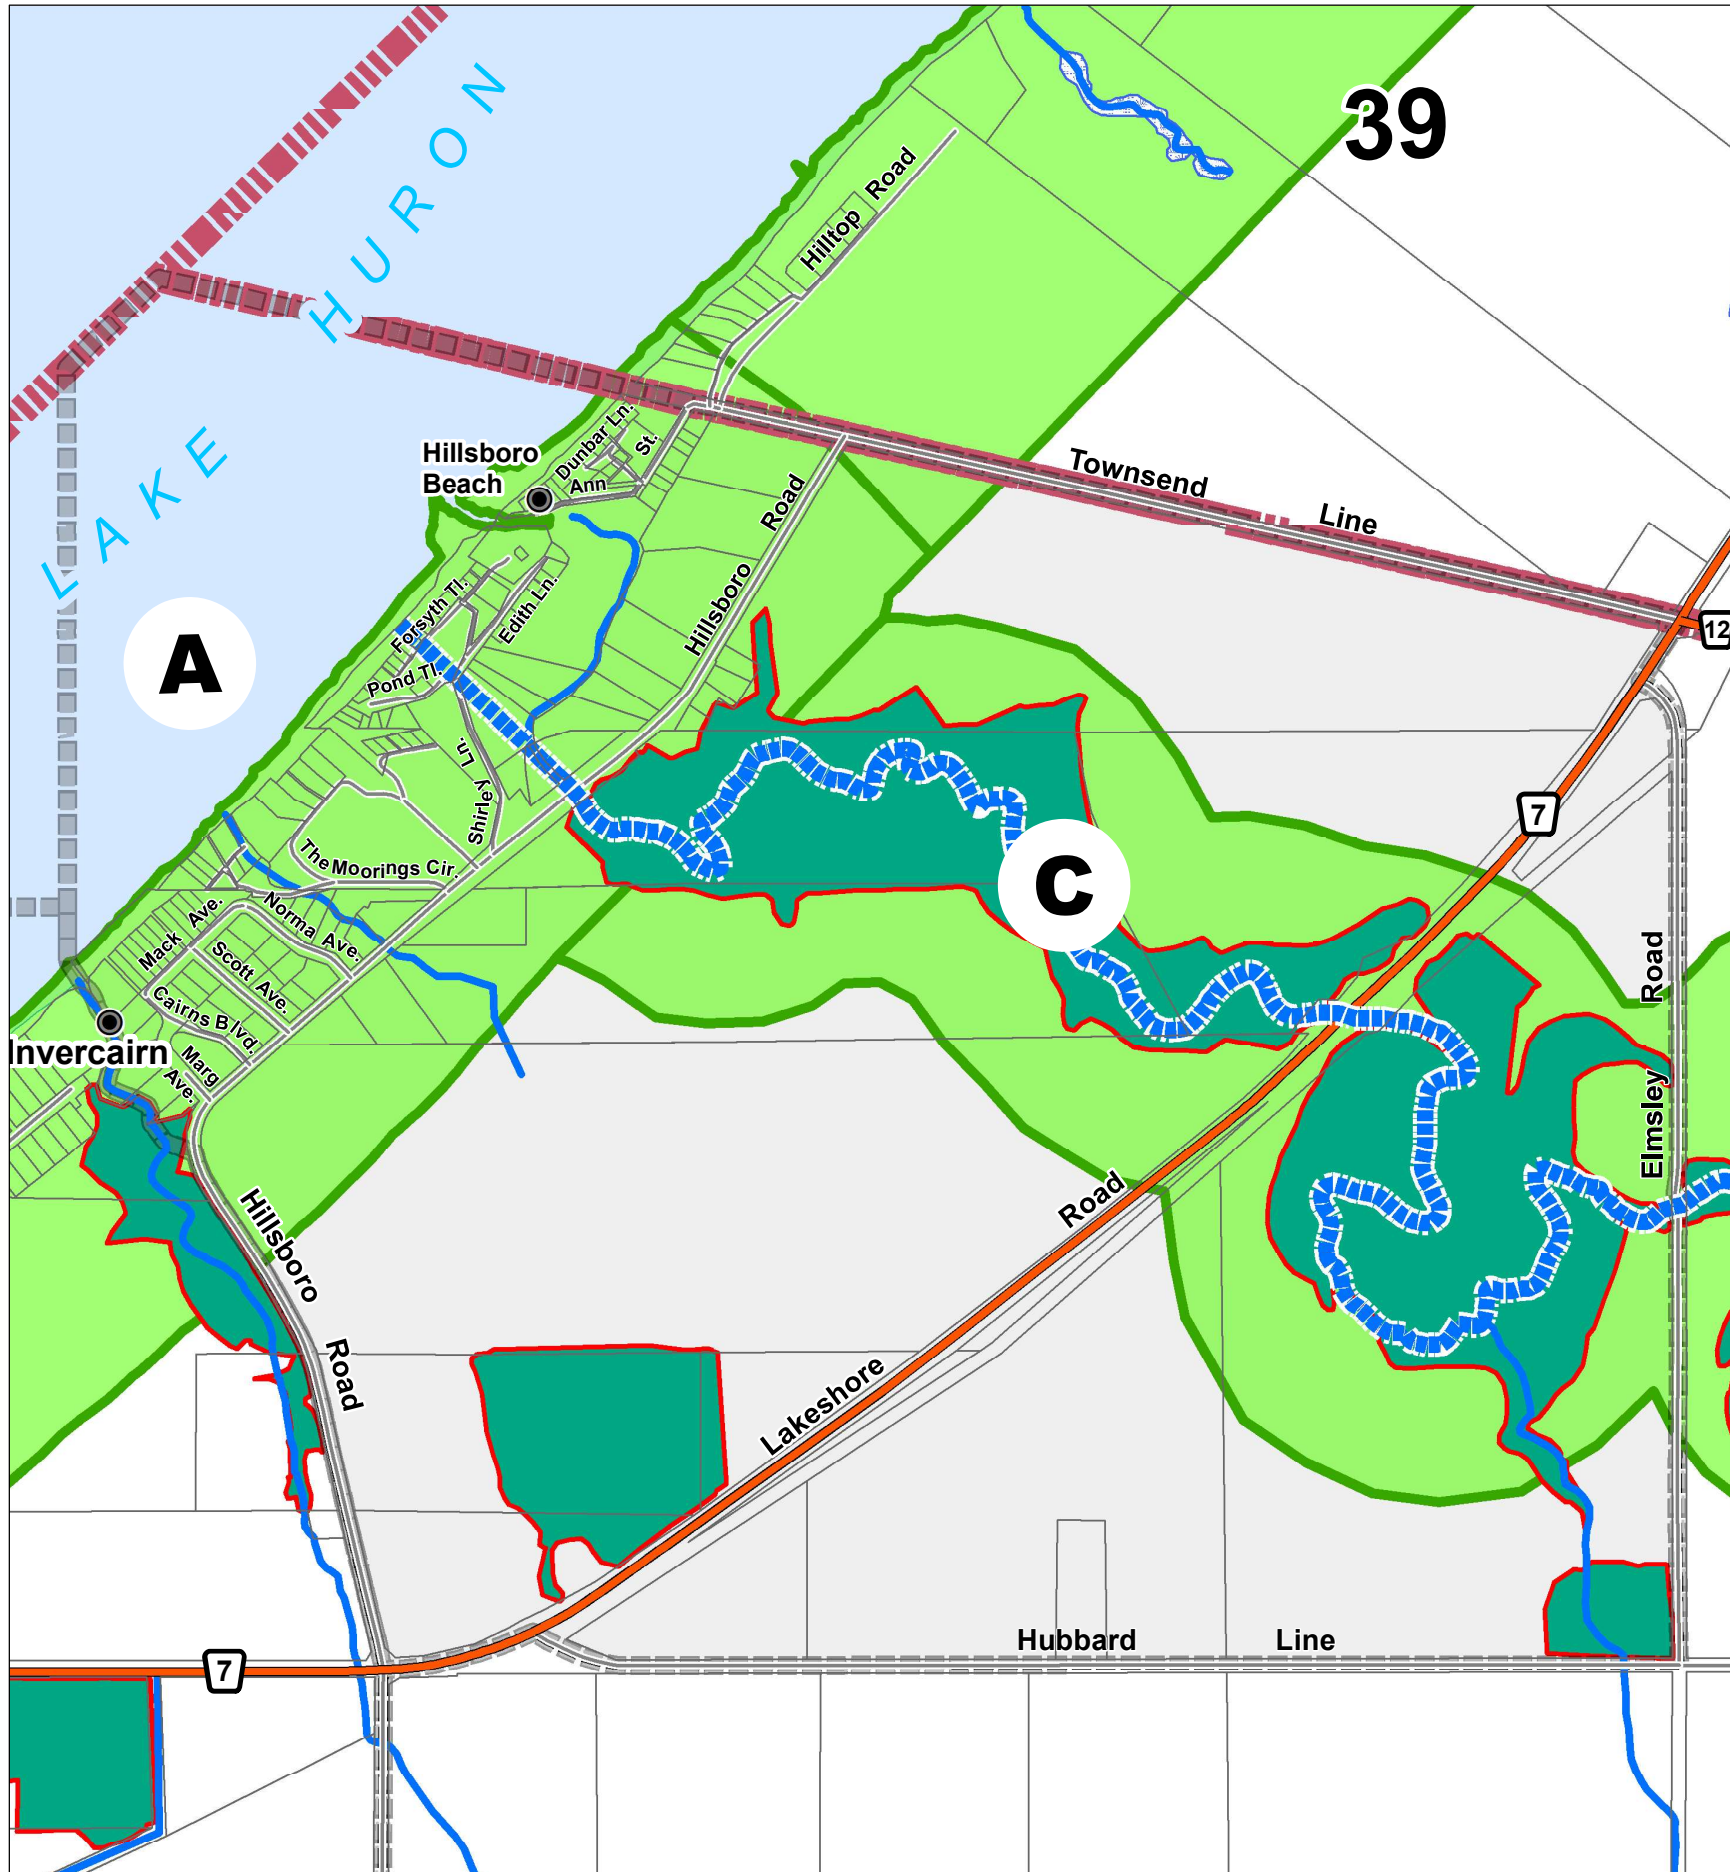 39
LAKE HURON
Hilltop Road
Hillsboro
Beach
Dunbar Ln.
Ann St.
Townsend Line
12
Hillsboro Road
Forsyth Tl.
Edith Ln.
Pond Tl.
A
Shirley Ln.
7
The Moorings Cir.
C
Mack Ave.
Norma Ave.
Scott Ave.
Cairns Blvd.
Invercairn
Marg
Ave.
Elmsley Road
Hillsboro Road
Lakeshore Road
Hubbard Line
7